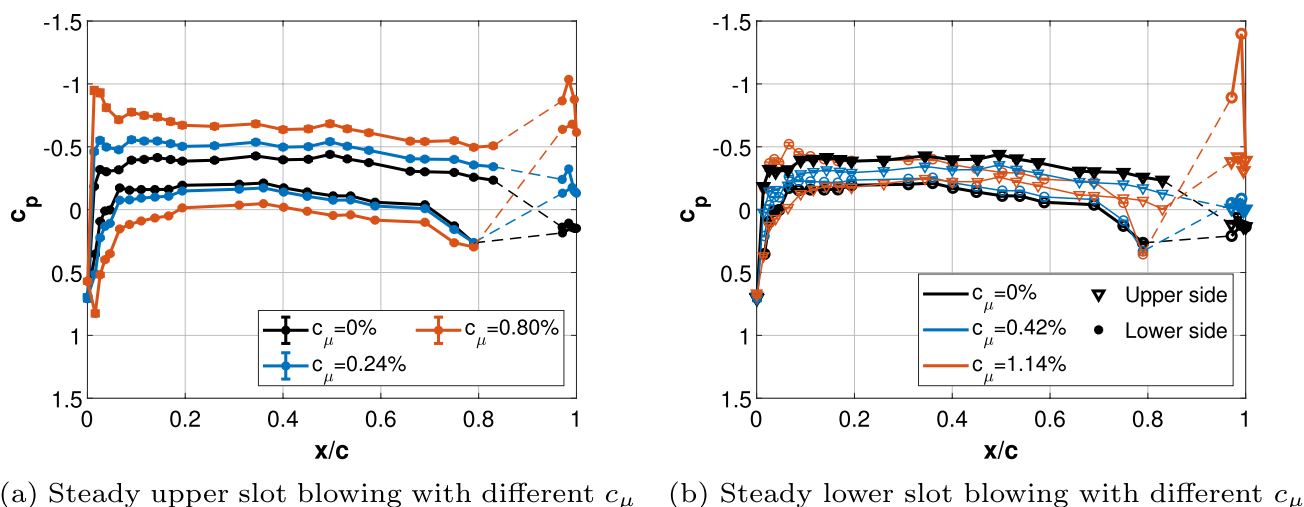 -1.5
-1
-0.5
0
0.5
1
1.5
c_p
0 0.2 0.4 0.6 0.8 1
x/c
c_μ=0% c_μ=0.80%
c_μ=0.24%
(a) Steady upper slot blowing with different c_μ
-1.5
-1
-0.5
0
0.5
1
1.5
c_p
0 0.2 0.4 0.6 0.8 1
x/c
c_μ=0% Upper side
c_μ=0.42% Lower side
c_μ=1.14%
(b) Steady lower slot blowing with different c_μ